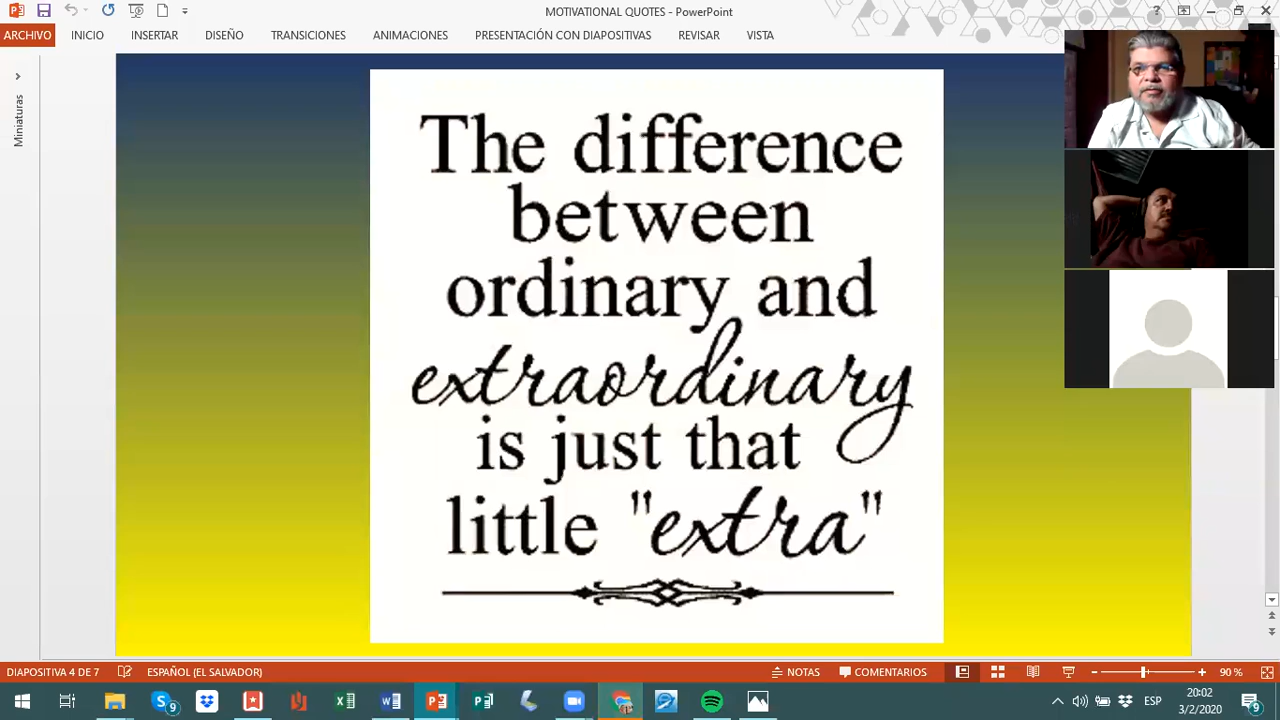 MOTIVATIONAL QUOTES - PowerPoint
ARCHIVO INICIO INSERTAR DISEÑO TRANSICIONES ANIMACIONES PRESENTACIÓN CON DIAPOSITIVAS REVISAR VISTA
Miniaturas
The difference
between
ordinary and
extraordinary
is just that
little "extra"
DIAPOSITIVA 4 DE 7 ESPAÑOL (EL SALVADOR) NOTAS COMENTARIOS 90 %
9 ESP 20:02 9
3/2/2020